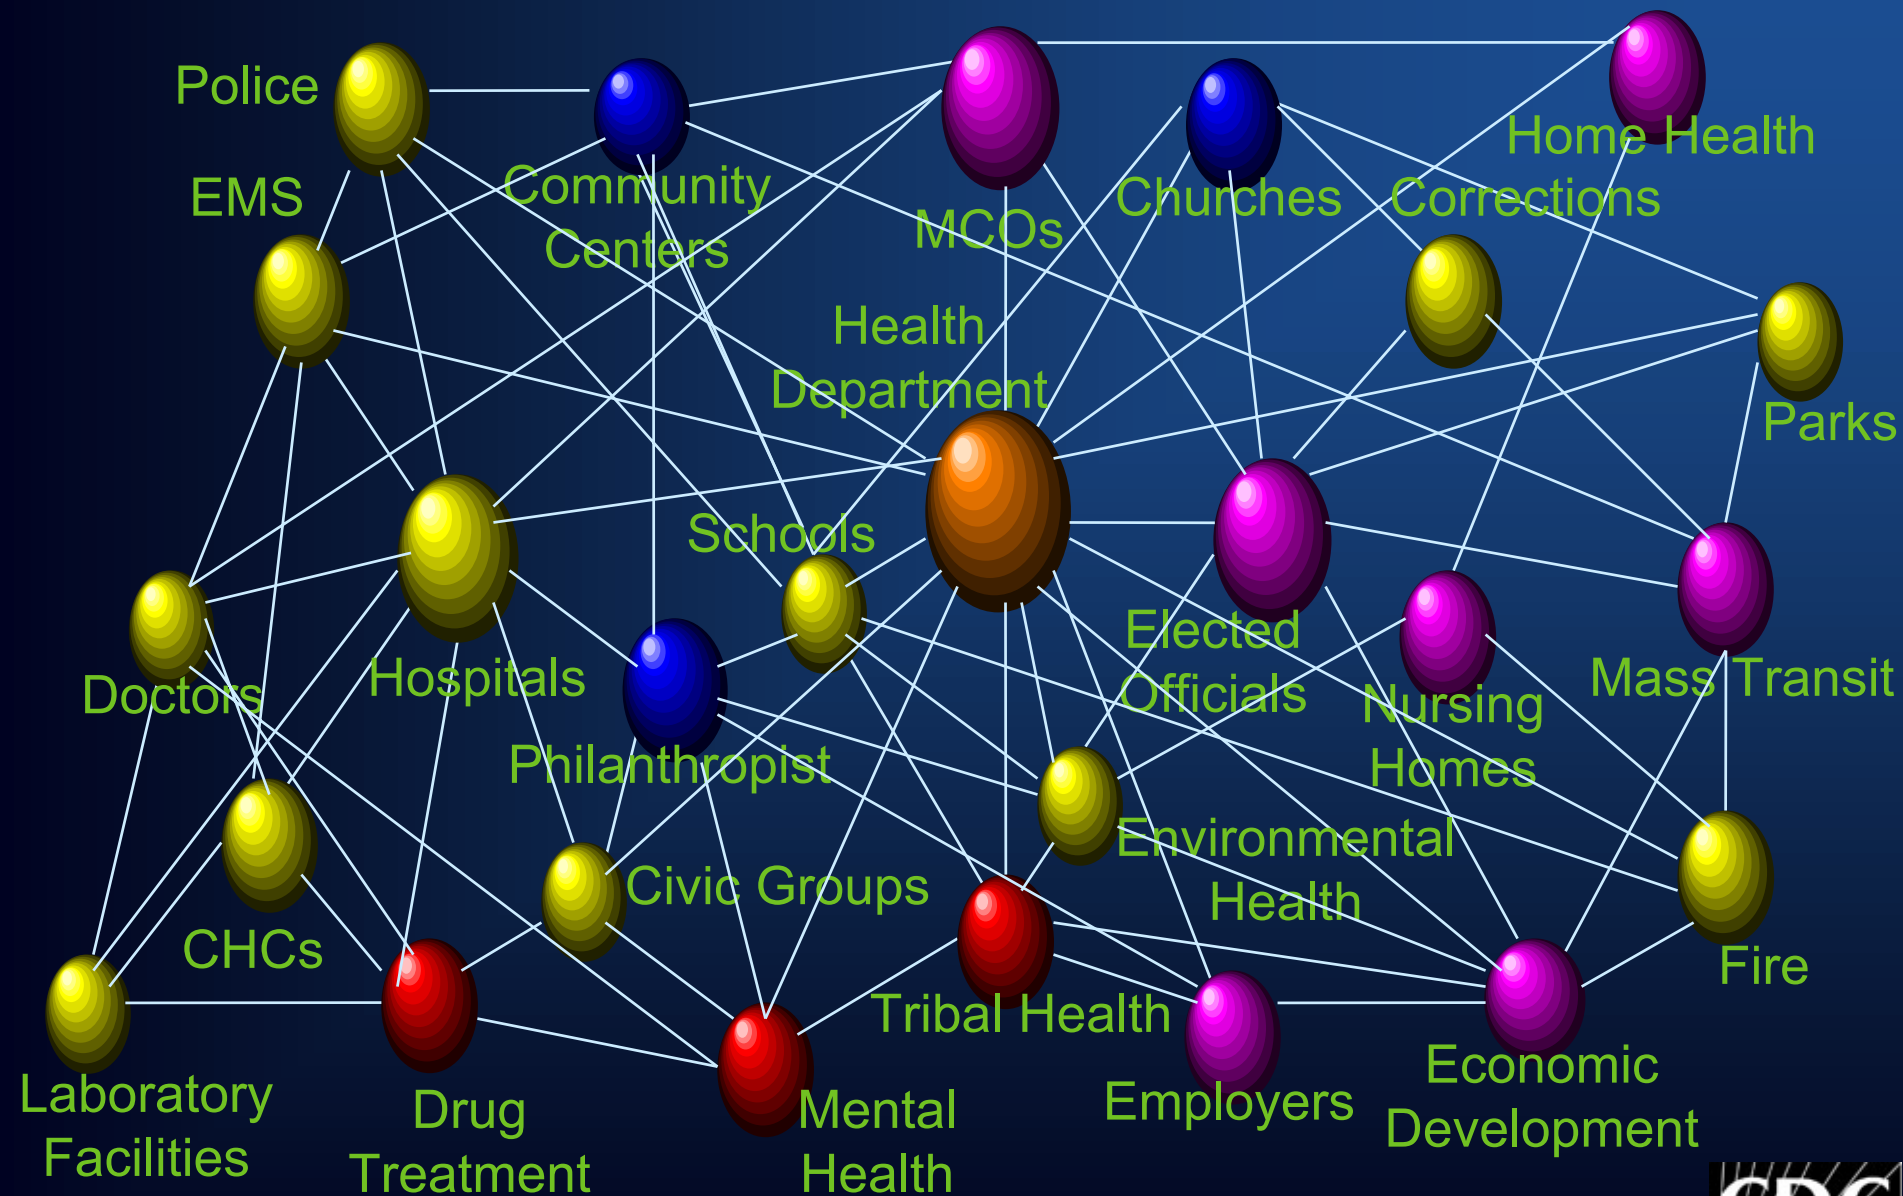 Police
Home Health
EMS
Community
Centers
MCOs
Churches
Corrections
Health
Department
Parks
Schools
Doctors
Hospitals
Philanthropist
Elected
Officials
Nursing
Homes
Mass Transit
Environmental
Health
Civic Groups
CHCs
Fire
Tribal Health
Laboratory
Facilities
Drug
Treatment
Mental
Health
Employers
Economic
Development
CDC